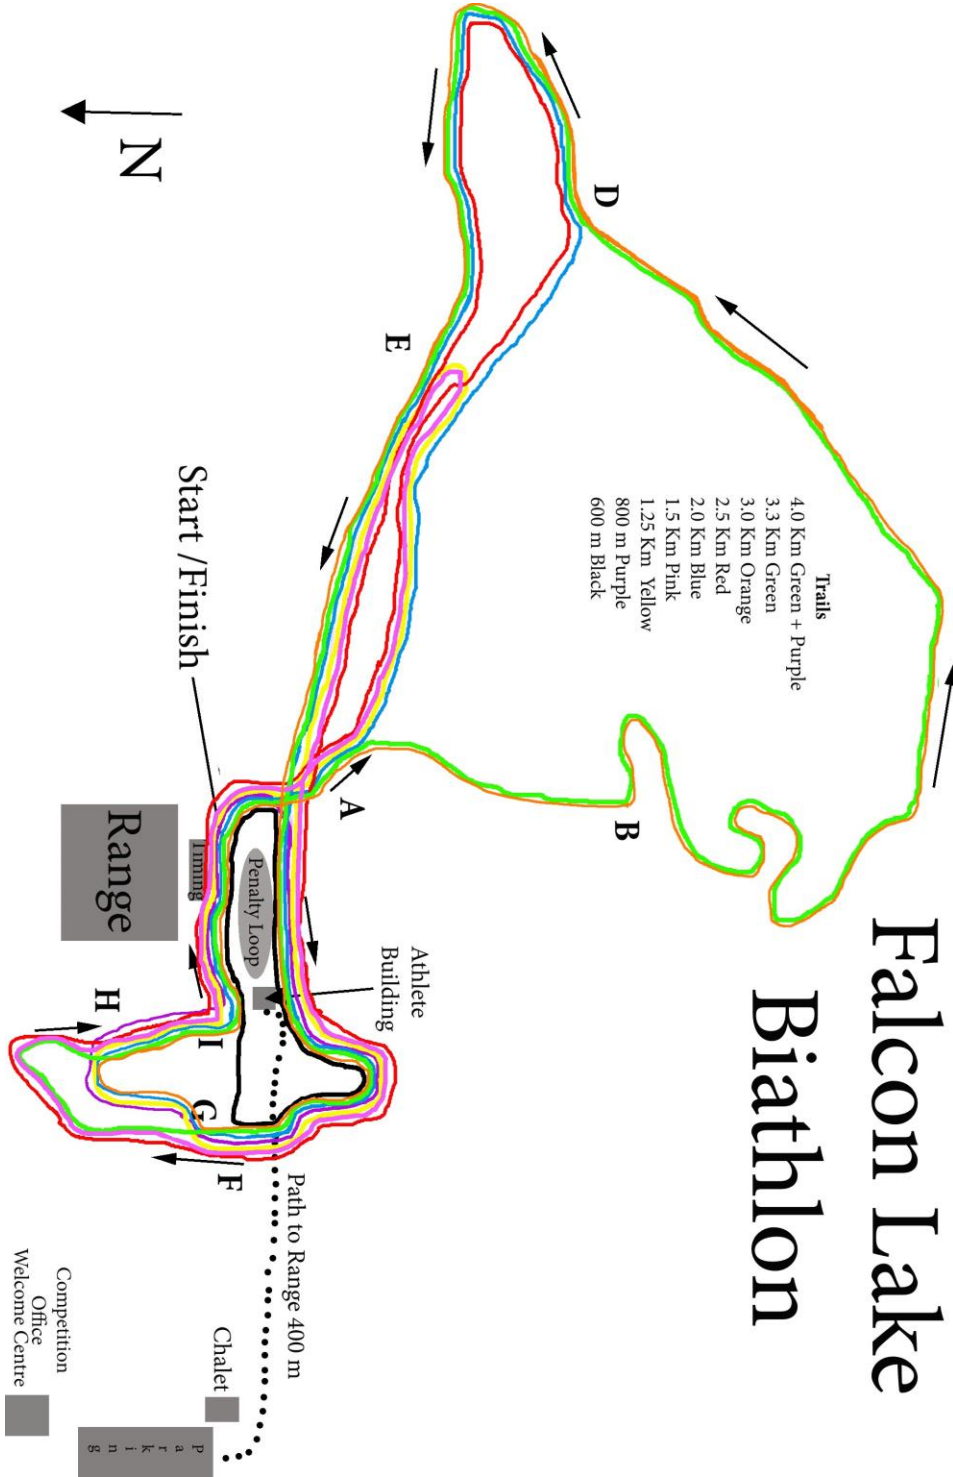 Falcon Lake
Biathlon
Trails
4.0 Km Green + Purple
3.3 Km Green
3.0 Km Orange
2.5 Km Red
2.0 Km Blue
1.5 Km Pink
1.25 Km Yellow
800 m Purple
600 m Black
N
D
E
A
B
Start /Finish
Range
Timing
Penalty Loop
Athlete
Building
H
I
G
F
Path to Range 400 m
Chalet
Competition
Office
Welcome Centre
Parking